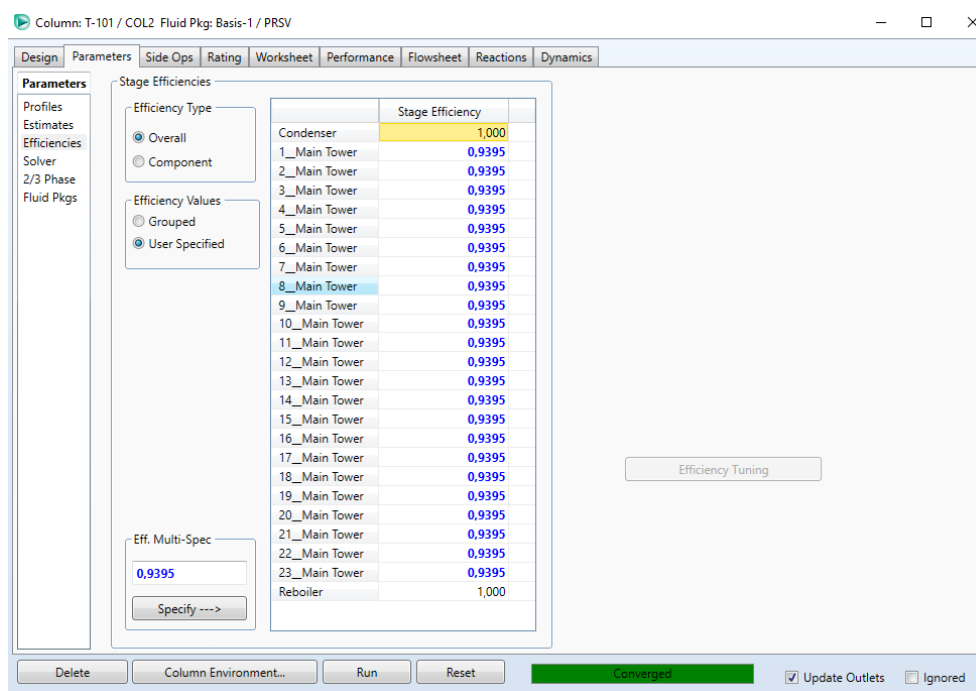 Column: T-101 / COL2 Fluid Pkg: Basis-1 / PRSV
Design Parameters Side Ops Rating Worksheet Performance Flowsheet Reactions Dynamics
Parameters
Profiles
Estimates
Efficiencies
Solver
2/3 Phase
Fluid Pkgs
Stage Efficiencies
Efficiency Type
Overall
Component
Efficiency Values
Grouped
User Specified
Eff. Multi-Spec
0,9395
Specify --->
Stage Efficiency
Condenser 1,000
1__Main Tower 0,9395
2__Main Tower 0,9395
3__Main Tower 0,9395
4__Main Tower 0,9395
5__Main Tower 0,9395
6__Main Tower 0,9395
7__Main Tower 0,9395
8__Main Tower 0,9395
9__Main Tower 0,9395
10__Main Tower 0,9395
11__Main Tower 0,9395
12__Main Tower 0,9395
13__Main Tower 0,9395
14__Main Tower 0,9395
15__Main Tower 0,9395
16__Main Tower 0,9395
17__Main Tower 0,9395
18__Main Tower 0,9395
19__Main Tower 0,9395
20__Main Tower 0,9395
21__Main Tower 0,9395
22__Main Tower 0,9395
23__Main Tower 0,9395
Reboiler 1,000
Efficiency Tuning
Delete Column Environment... Run Reset Converged Update Outlets Ignored